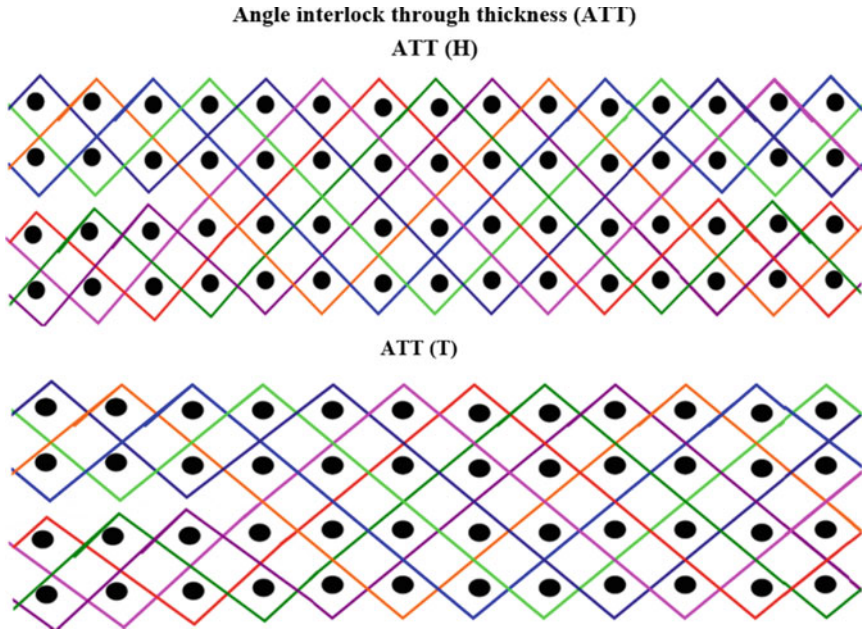 Angle interlock through thickness (ATT)
ATT (H)
ATT (T)